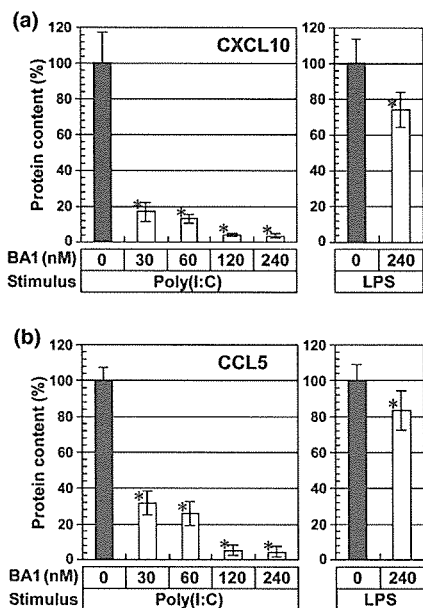 (a)
CXCL10
Protein content (%)
120
100
80
60
40
20
0
120
100
80
60
40
20
0
* * * *
*
BA1 (nM) 0 30 60 120 240 0 240
Stimulus Poly(I:C) LPS
(b)
CCL5
Protein content (%)
120
100
80
60
40
20
0
120
100
80
60
40
20
0
* * * *
*
BA1(nM) 0 30 60 120 240 0 240
Stimulus Poly(I:C) LPS